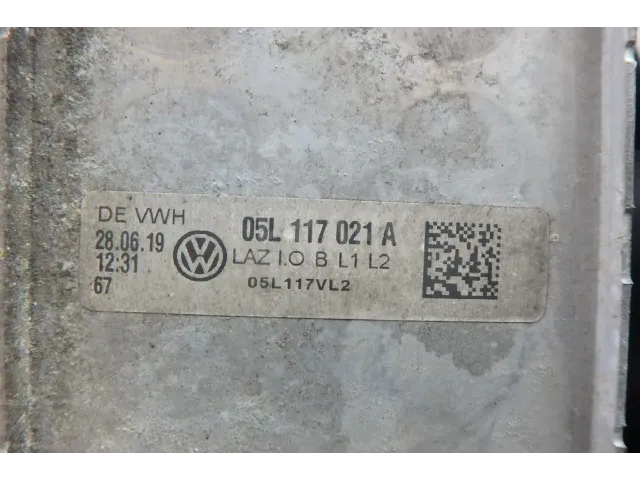 DE VWH
28.06.19
12:31
67
05L 117 021 A
LAZ I.O B L1 L2
05L117VL2